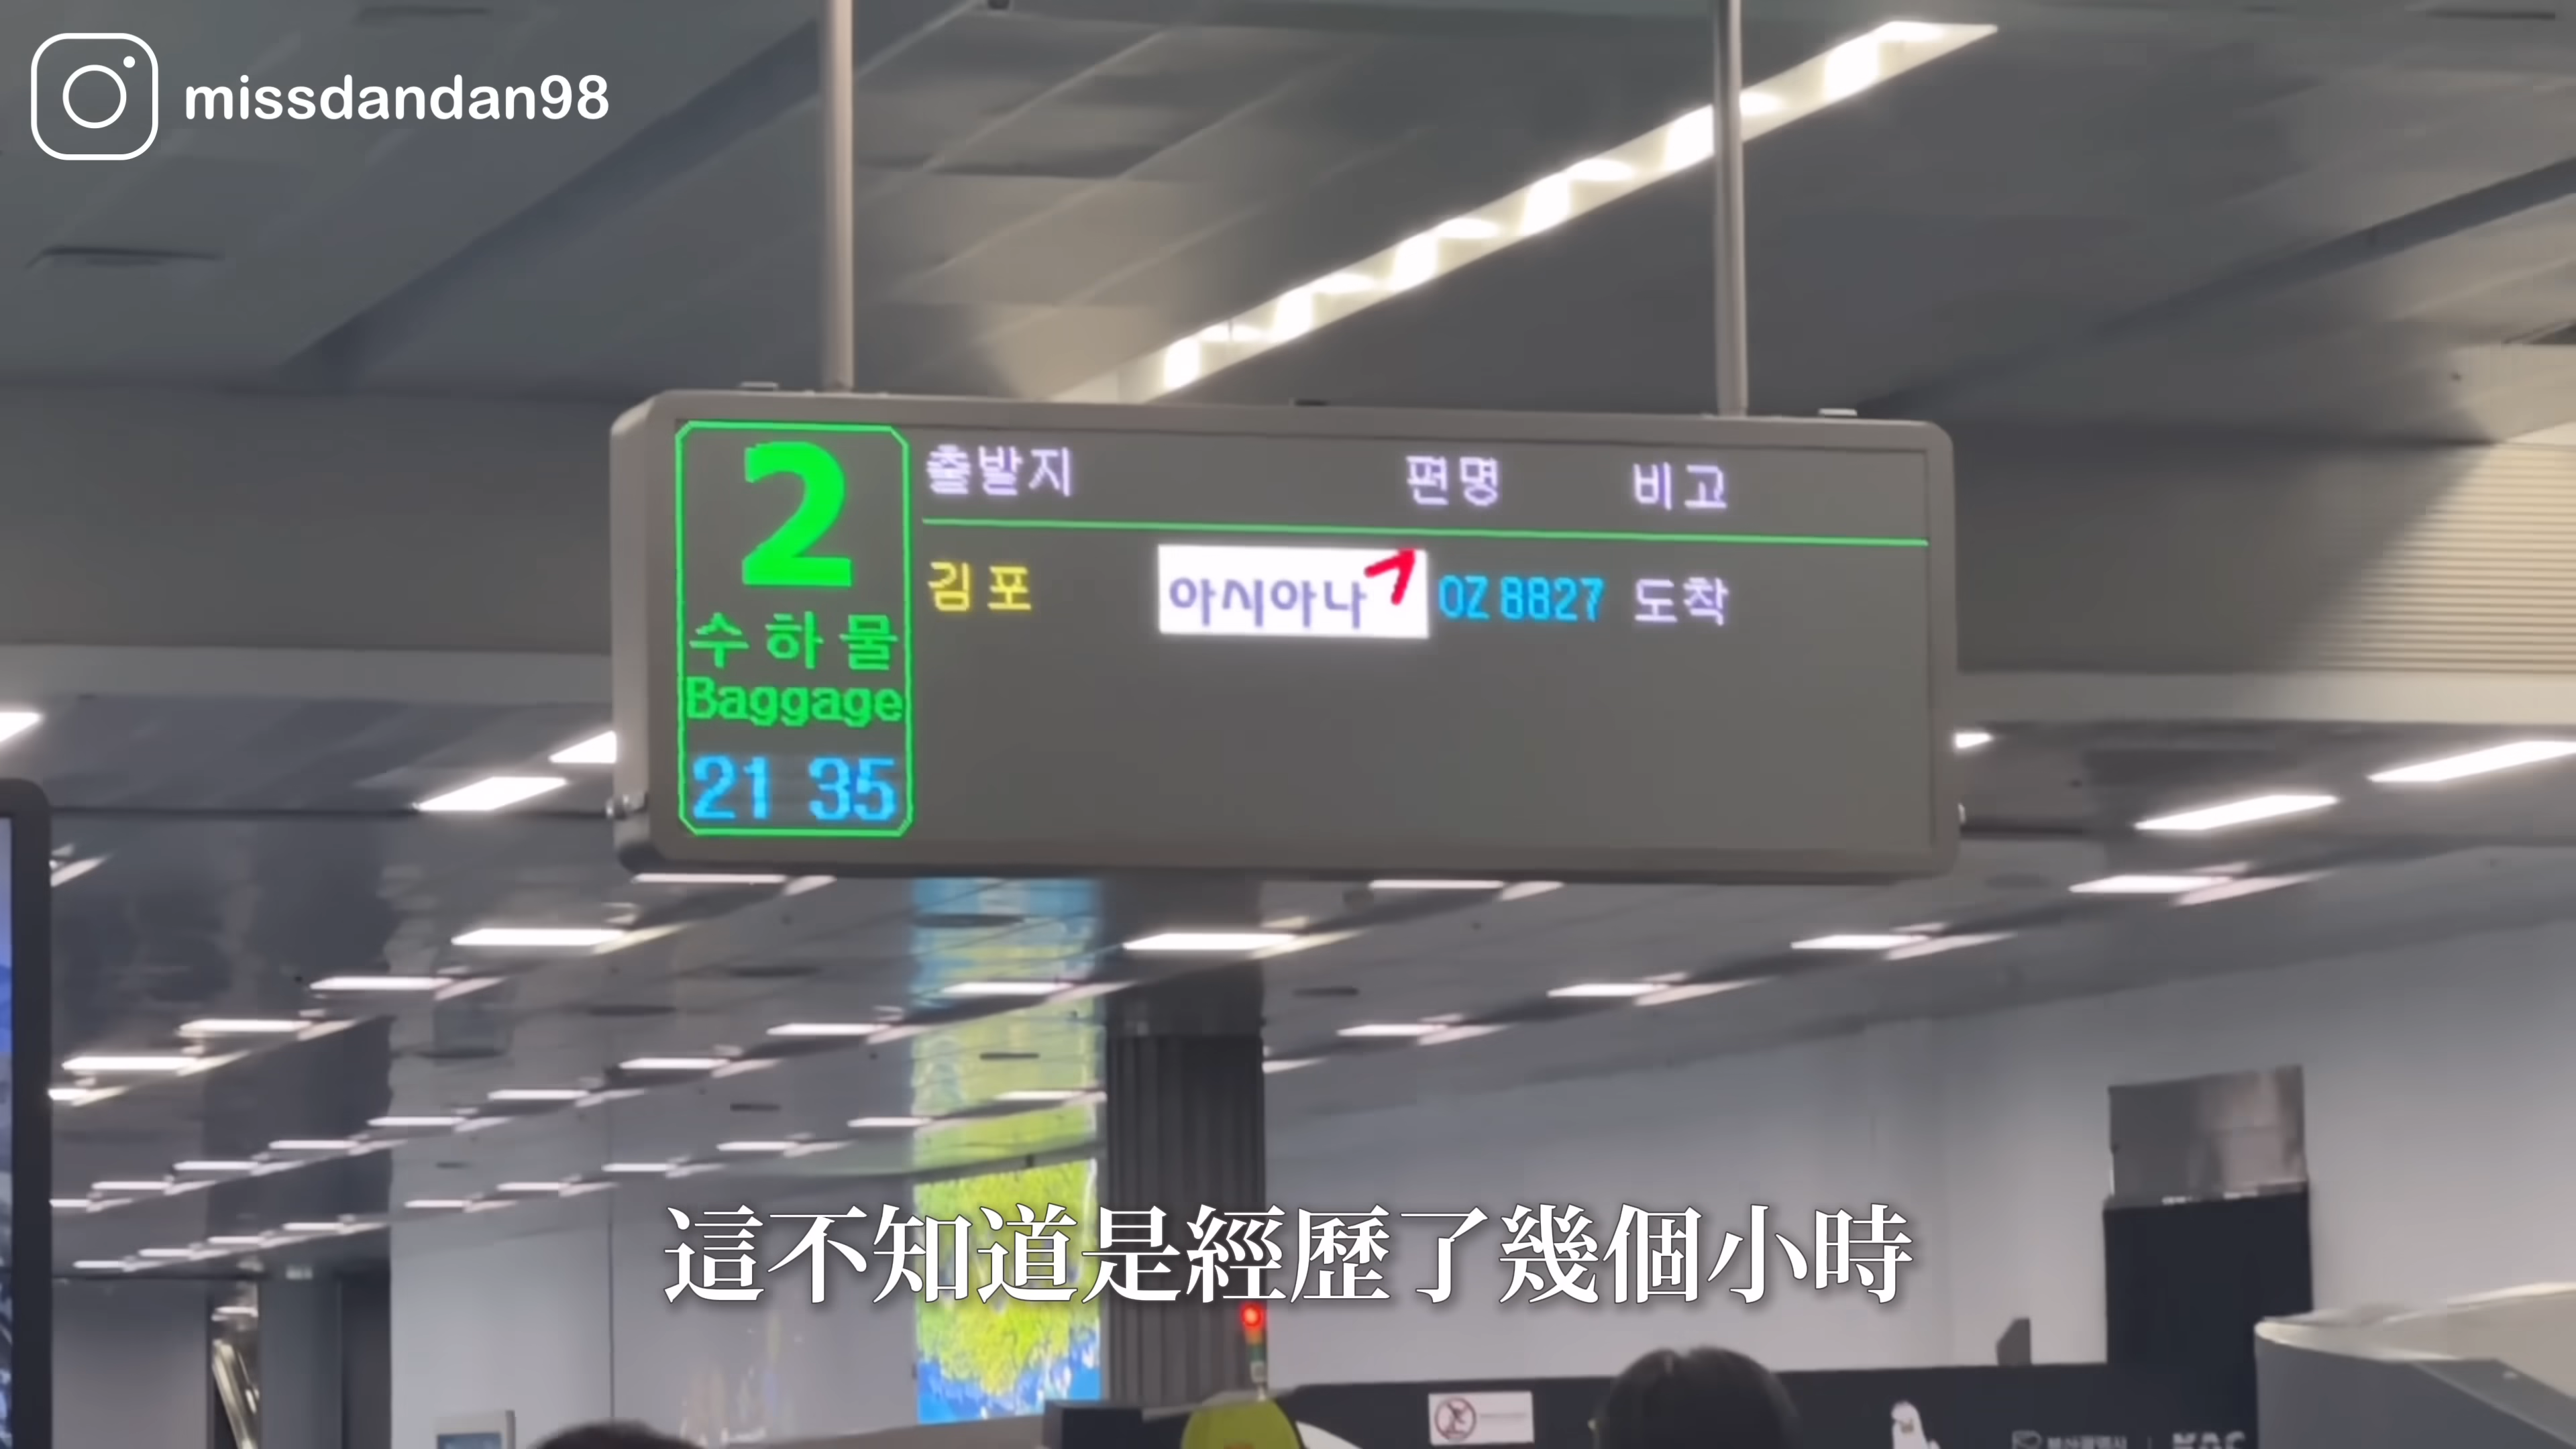 missdandan98
2
수하물
Baggage
21 35
출발지 편명 비고
김포 아시아나 OZ 8827 도착
這不知道是經歷了幾個小時